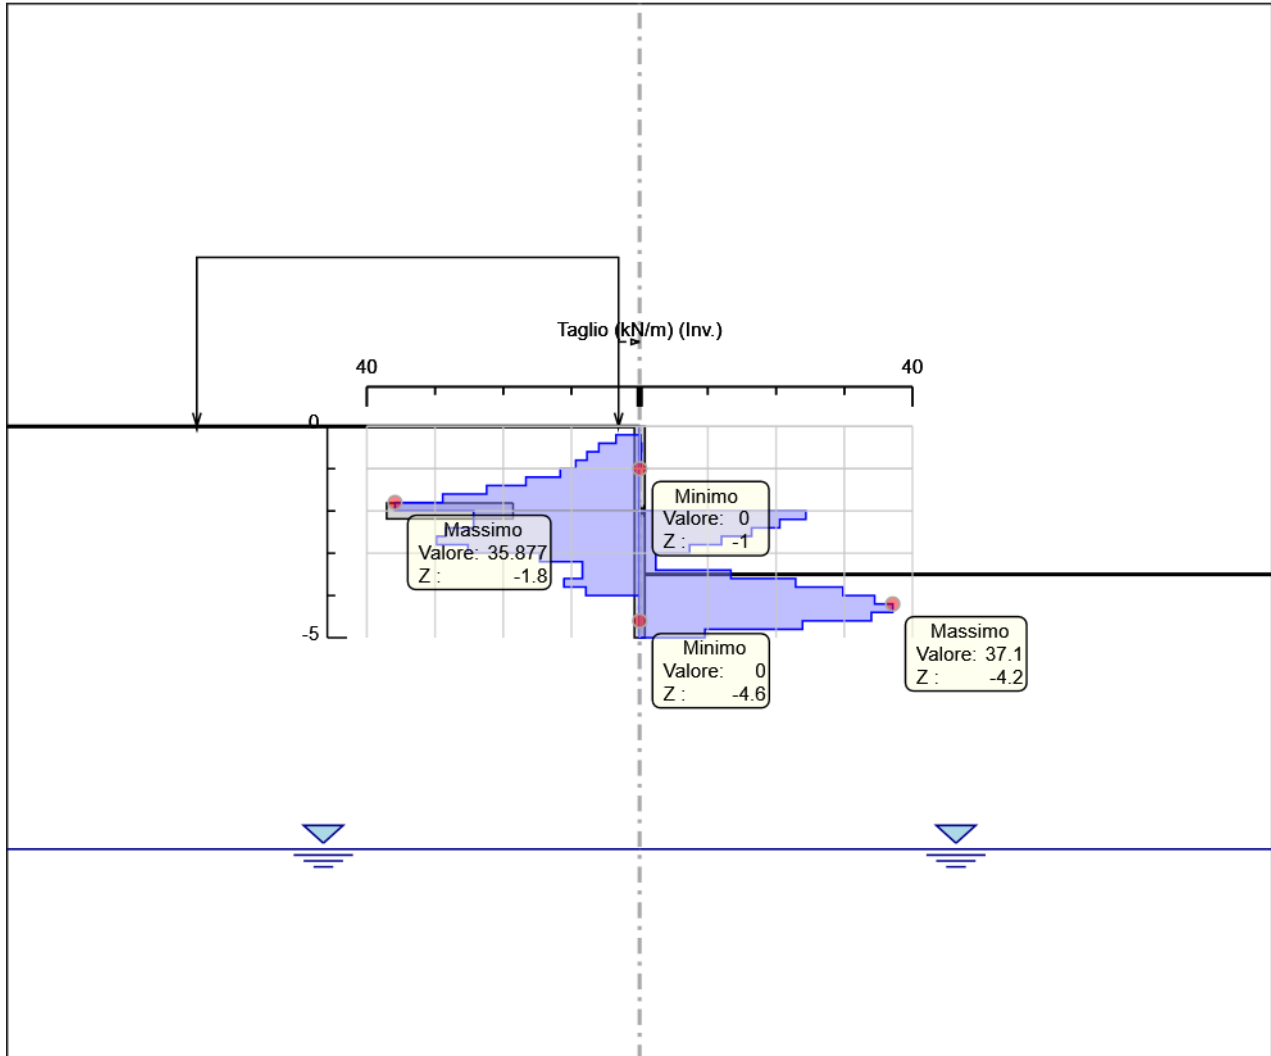 Taglio (kN/m) (Inv.)
40
40
0
Minimo
Valore: 0
Z : -1
Massimo
Valore: 35.877
Z : -1.8
-5
Massimo
Valore: 37.1
Z : -4.2
Minimo
Valore: 0
Z : -4.6